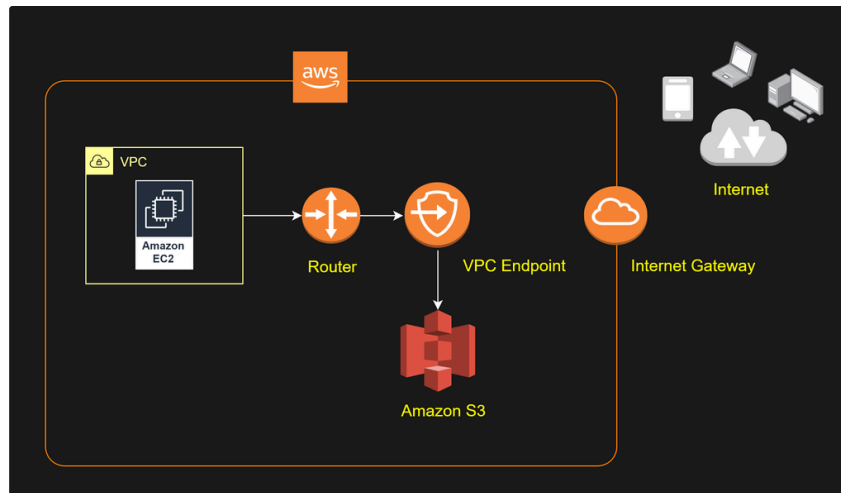 aws
VPC
Amazon
EC2
Router
VPC Endpoint
Internet Gateway
Internet
Amazon S3